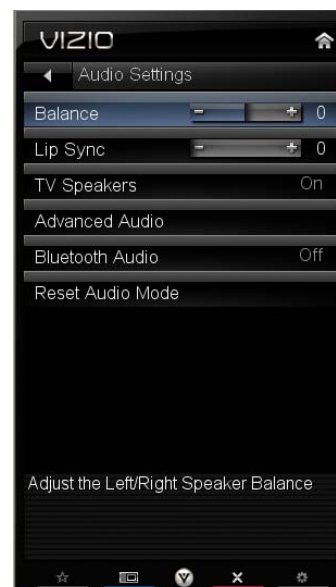 VIZIO
Audio Settings
Balance - + 0
Lip Sync - + 0
TV Speakers On
Advanced Audio
Bluetooth Audio Off
Reset Audio Mode
Adjust the Left/Right Speaker Balance
V